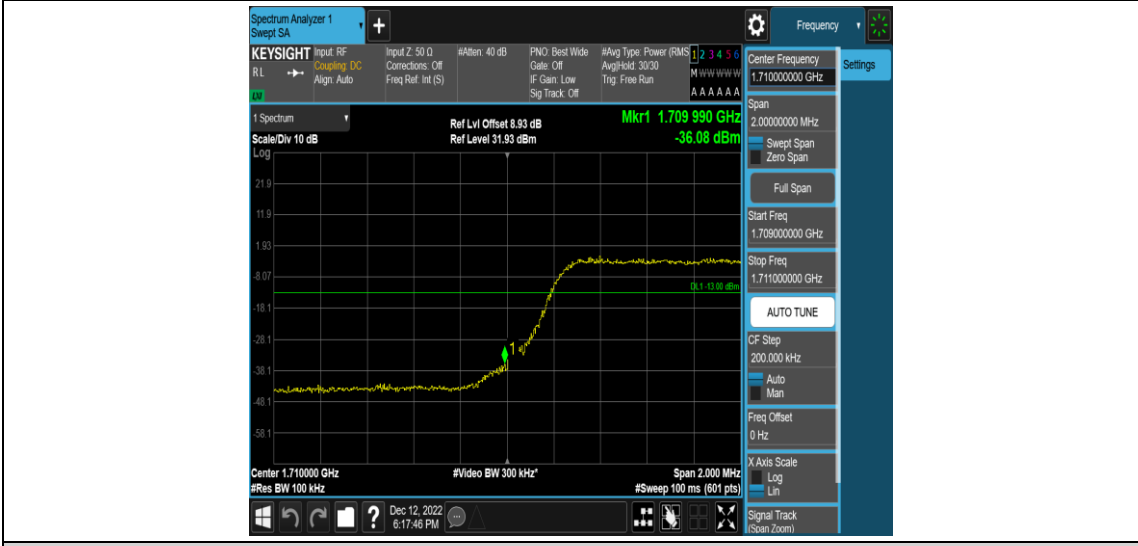 Spectrum Analyzer 1
Swept SA
+
Frequency
KEYSIGHT
RL
Input: RF
Coupling: DC
Align: Auto
Input Z: 50 Ω
Corrections: Off
Freq Ref: Int (S)
#Atten: 40 dB
PNO: Best Wide
Gate: Off
IF Gain: Low
Sig Track: Off
#Avg Type: Power (RMS
Avg|Hold: 30/30
Trig: Free Run
1 2 3 4 5 6
M W W W W W
A A A A A A
1 Spectrum
Scale/Div 10 dB
Log
Ref Lvl Offset 8.93 dB
Ref Level 31.93 dBm
Mkr1 1.709 990 GHz
-36.08 dBm
21.9
11.9
1.93
-8.07
DL1 -13.00 dBm
-18.1
-28.1
1
-38.1
-48.1
-58.1
Center 1.710000 GHz
#Res BW 100 kHz
#Video BW 300 kHz*
Span 2.000 MHz
#Sweep 100 ms (601 pts)
Center Frequency
1.710000000 GHz
Settings
Span
2.00000000 MHz
Swept Span
Zero Span
Full Span
Start Freq
1.709000000 GHz
Stop Freq
1.711000000 GHz
AUTO TUNE
CF Step
200.000 kHz
Auto
Man
Freq Offset
0 Hz
X Axis Scale
Log
Lin
Signal Track
(Span Zoom)
?
Dec 12, 2022
6:17:46 PM